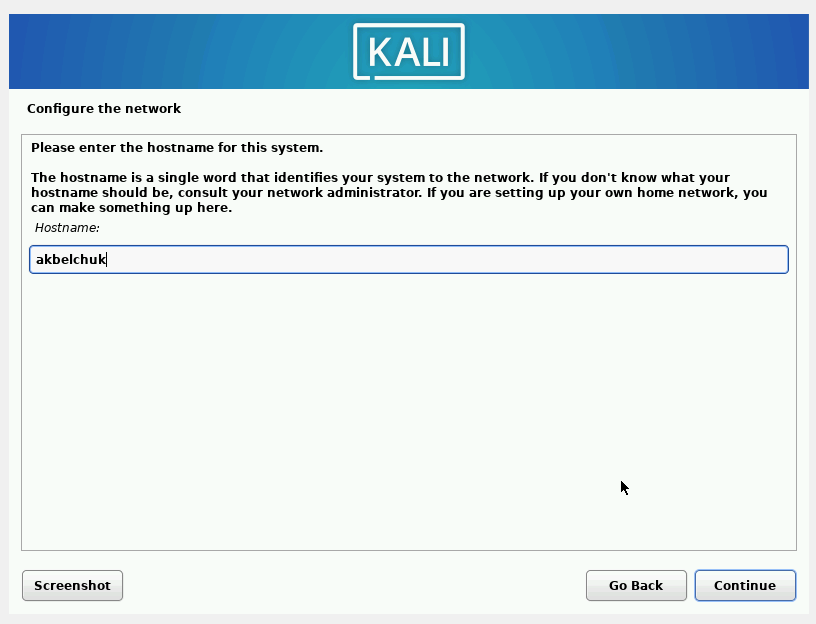 KALI
Configure the network
Please enter the hostname for this system.
The hostname is a single word that identifies your system to the network. If you don't know what your
hostname should be, consult your network administrator. If you are setting up your own home network, you
can make something up here.
Hostname:
akbelchuk
Screenshot
Go Back
Continue